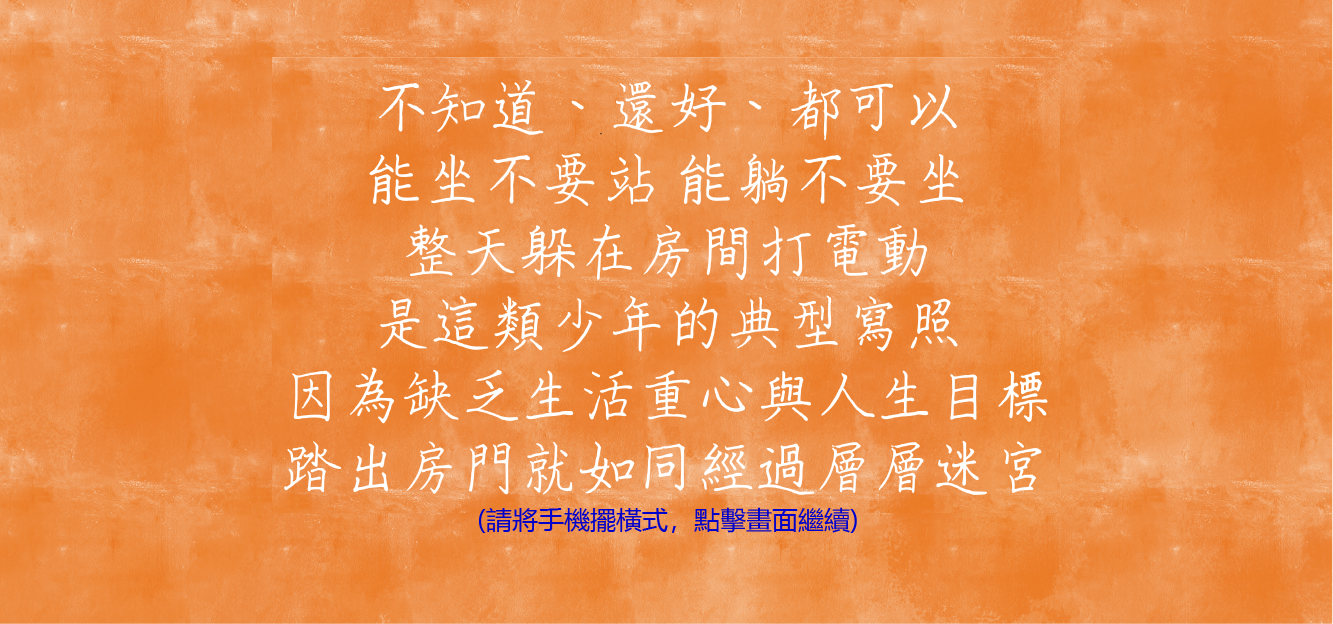 不知道、還好、都可以
能坐不要站 能躺不要坐
整天躲在房間打電動
是這類少年的典型寫照
因為缺乏生活重心與人生目標
踏出房門就如同經過層層迷宮
(請將手機擺橫式，點擊畫面繼續)